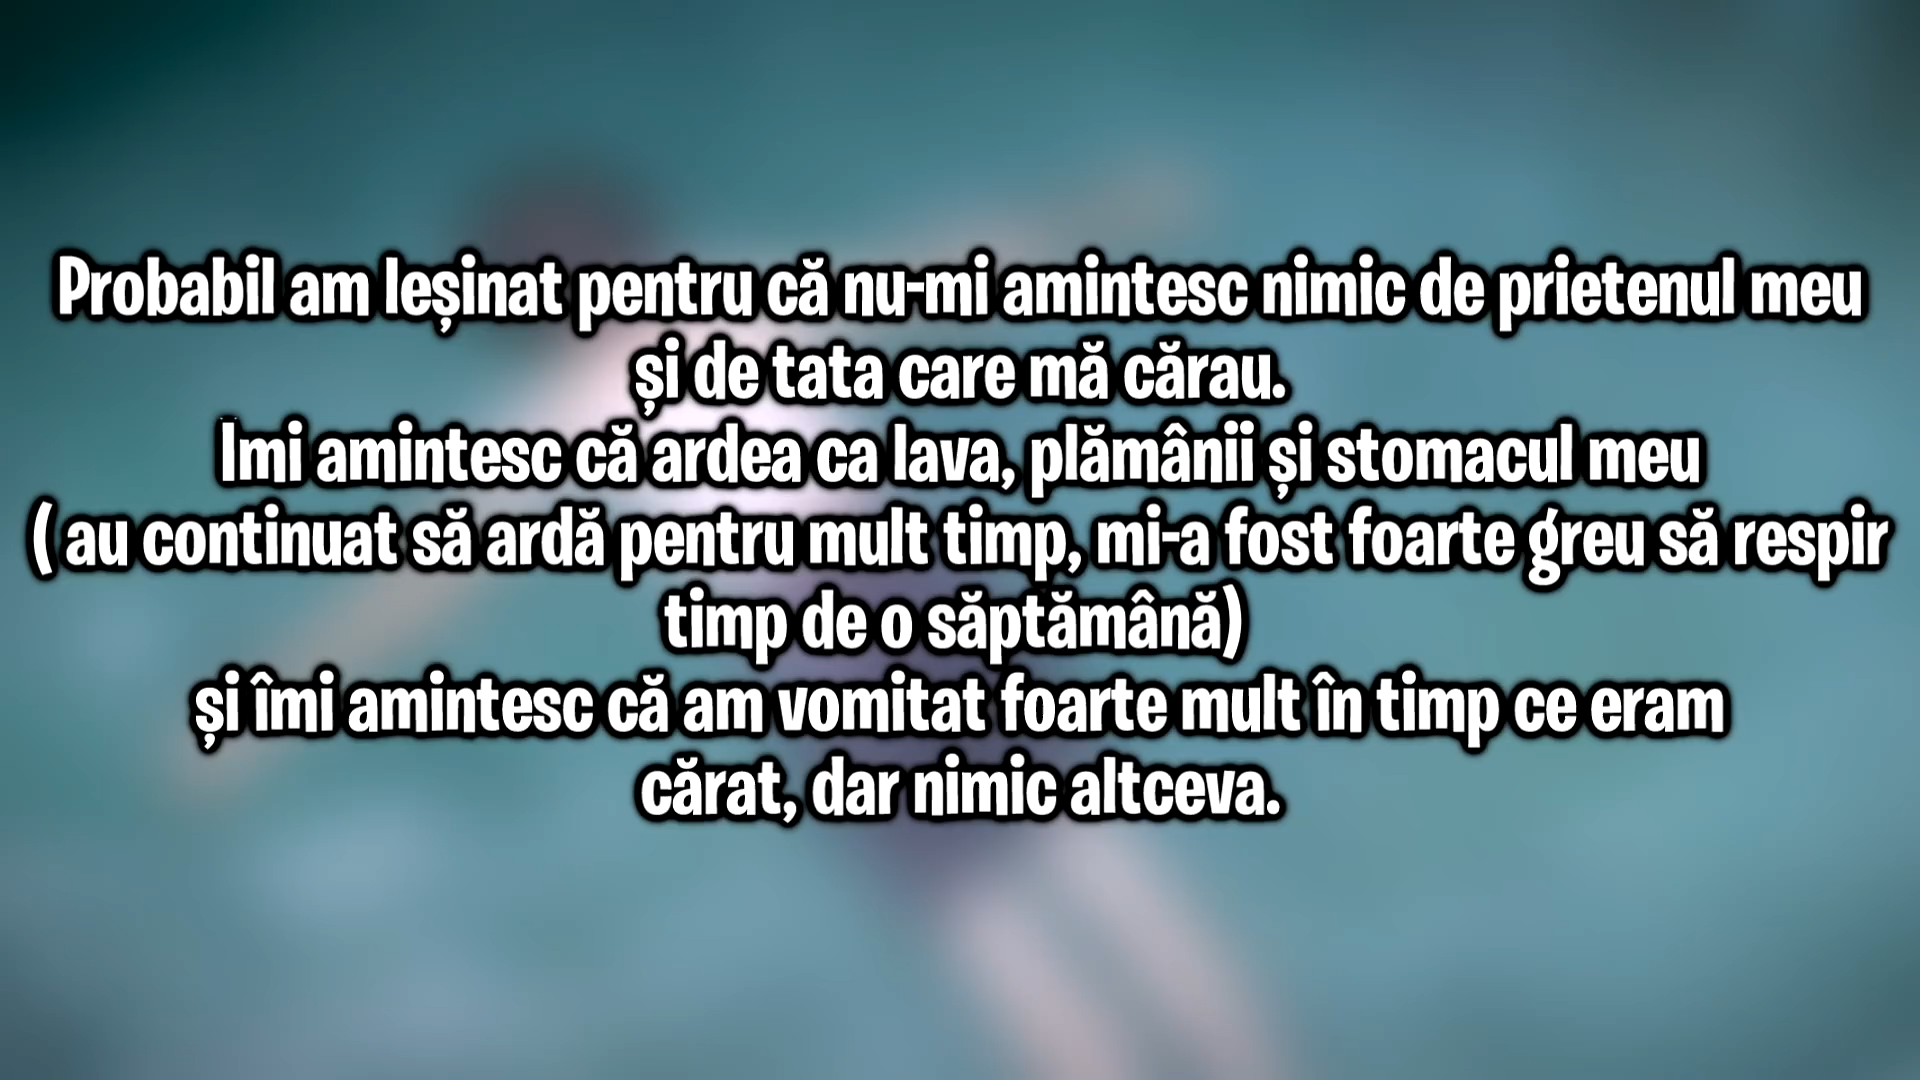 Probabil am leșinat pentru că nu-mi amintesc nimic de prietenul meu
și de tata care mă cărau.
Îmi amintesc că ardea ca lava, plămânii și stomacul meu
( au continuat să ardă pentru mult timp, mi-a fost foarte greu să respir
timp de o săptămână)
și îmi amintesc că am vomitat foarte mult în timp ce eram
cărat, dar nimic altceva.